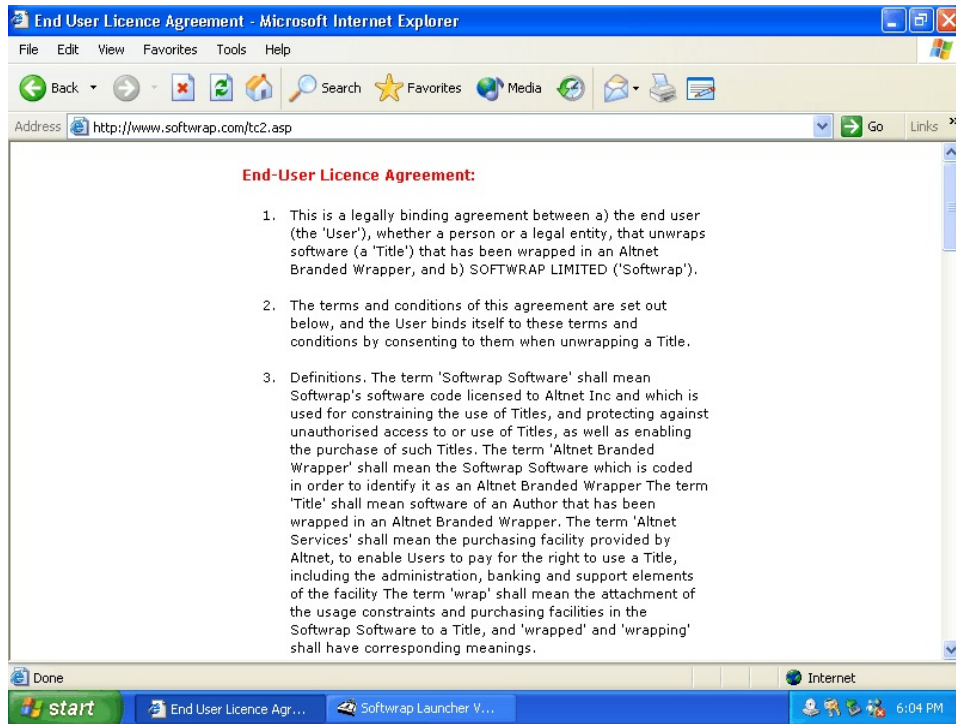 End User Licence Agreement - Microsoft Internet Explorer
File Edit View Favorites Tools Help
Back Search Favorites Media
Address http://www.softwrap.com/tc2.asp Go Links »
End-User Licence Agreement:
1. This is a legally binding agreement between a) the end user
(the 'User'), whether a person or a legal entity, that unwraps
software (a 'Title') that has been wrapped in an Altnet
Branded Wrapper, and b) SOFTWRAP LIMITED ('Softwrap').
2. The terms and conditions of this agreement are set out
below, and the User binds itself to these terms and
conditions by consenting to them when unwrapping a Title.
3. Definitions. The term 'Softwrap Software' shall mean
Softwrap's software code licensed to Altnet Inc and which is
used for constraining the use of Titles, and protecting against
unauthorised access to or use of Titles, as well as enabling
the purchase of such Titles. The term 'Altnet Branded
Wrapper' shall mean the Softwrap Software which is coded
in order to identify it as an Altnet Branded Wrapper The term
'Title' shall mean software of an Author that has been
wrapped in an Altnet Branded Wrapper. The term 'Altnet
Services' shall mean the purchasing facility provided by
Altnet, to enable Users to pay for the right to use a Title,
including the administration, banking and support elements
of the facility The term 'wrap' shall mean the attachment of
the usage constraints and purchasing facilities in the
Softwrap Software to a Title, and 'wrapped' and 'wrapping'
shall have corresponding meanings.
Done Internet
start End User Licence Agr... Softwrap Launcher V... 6:04 PM